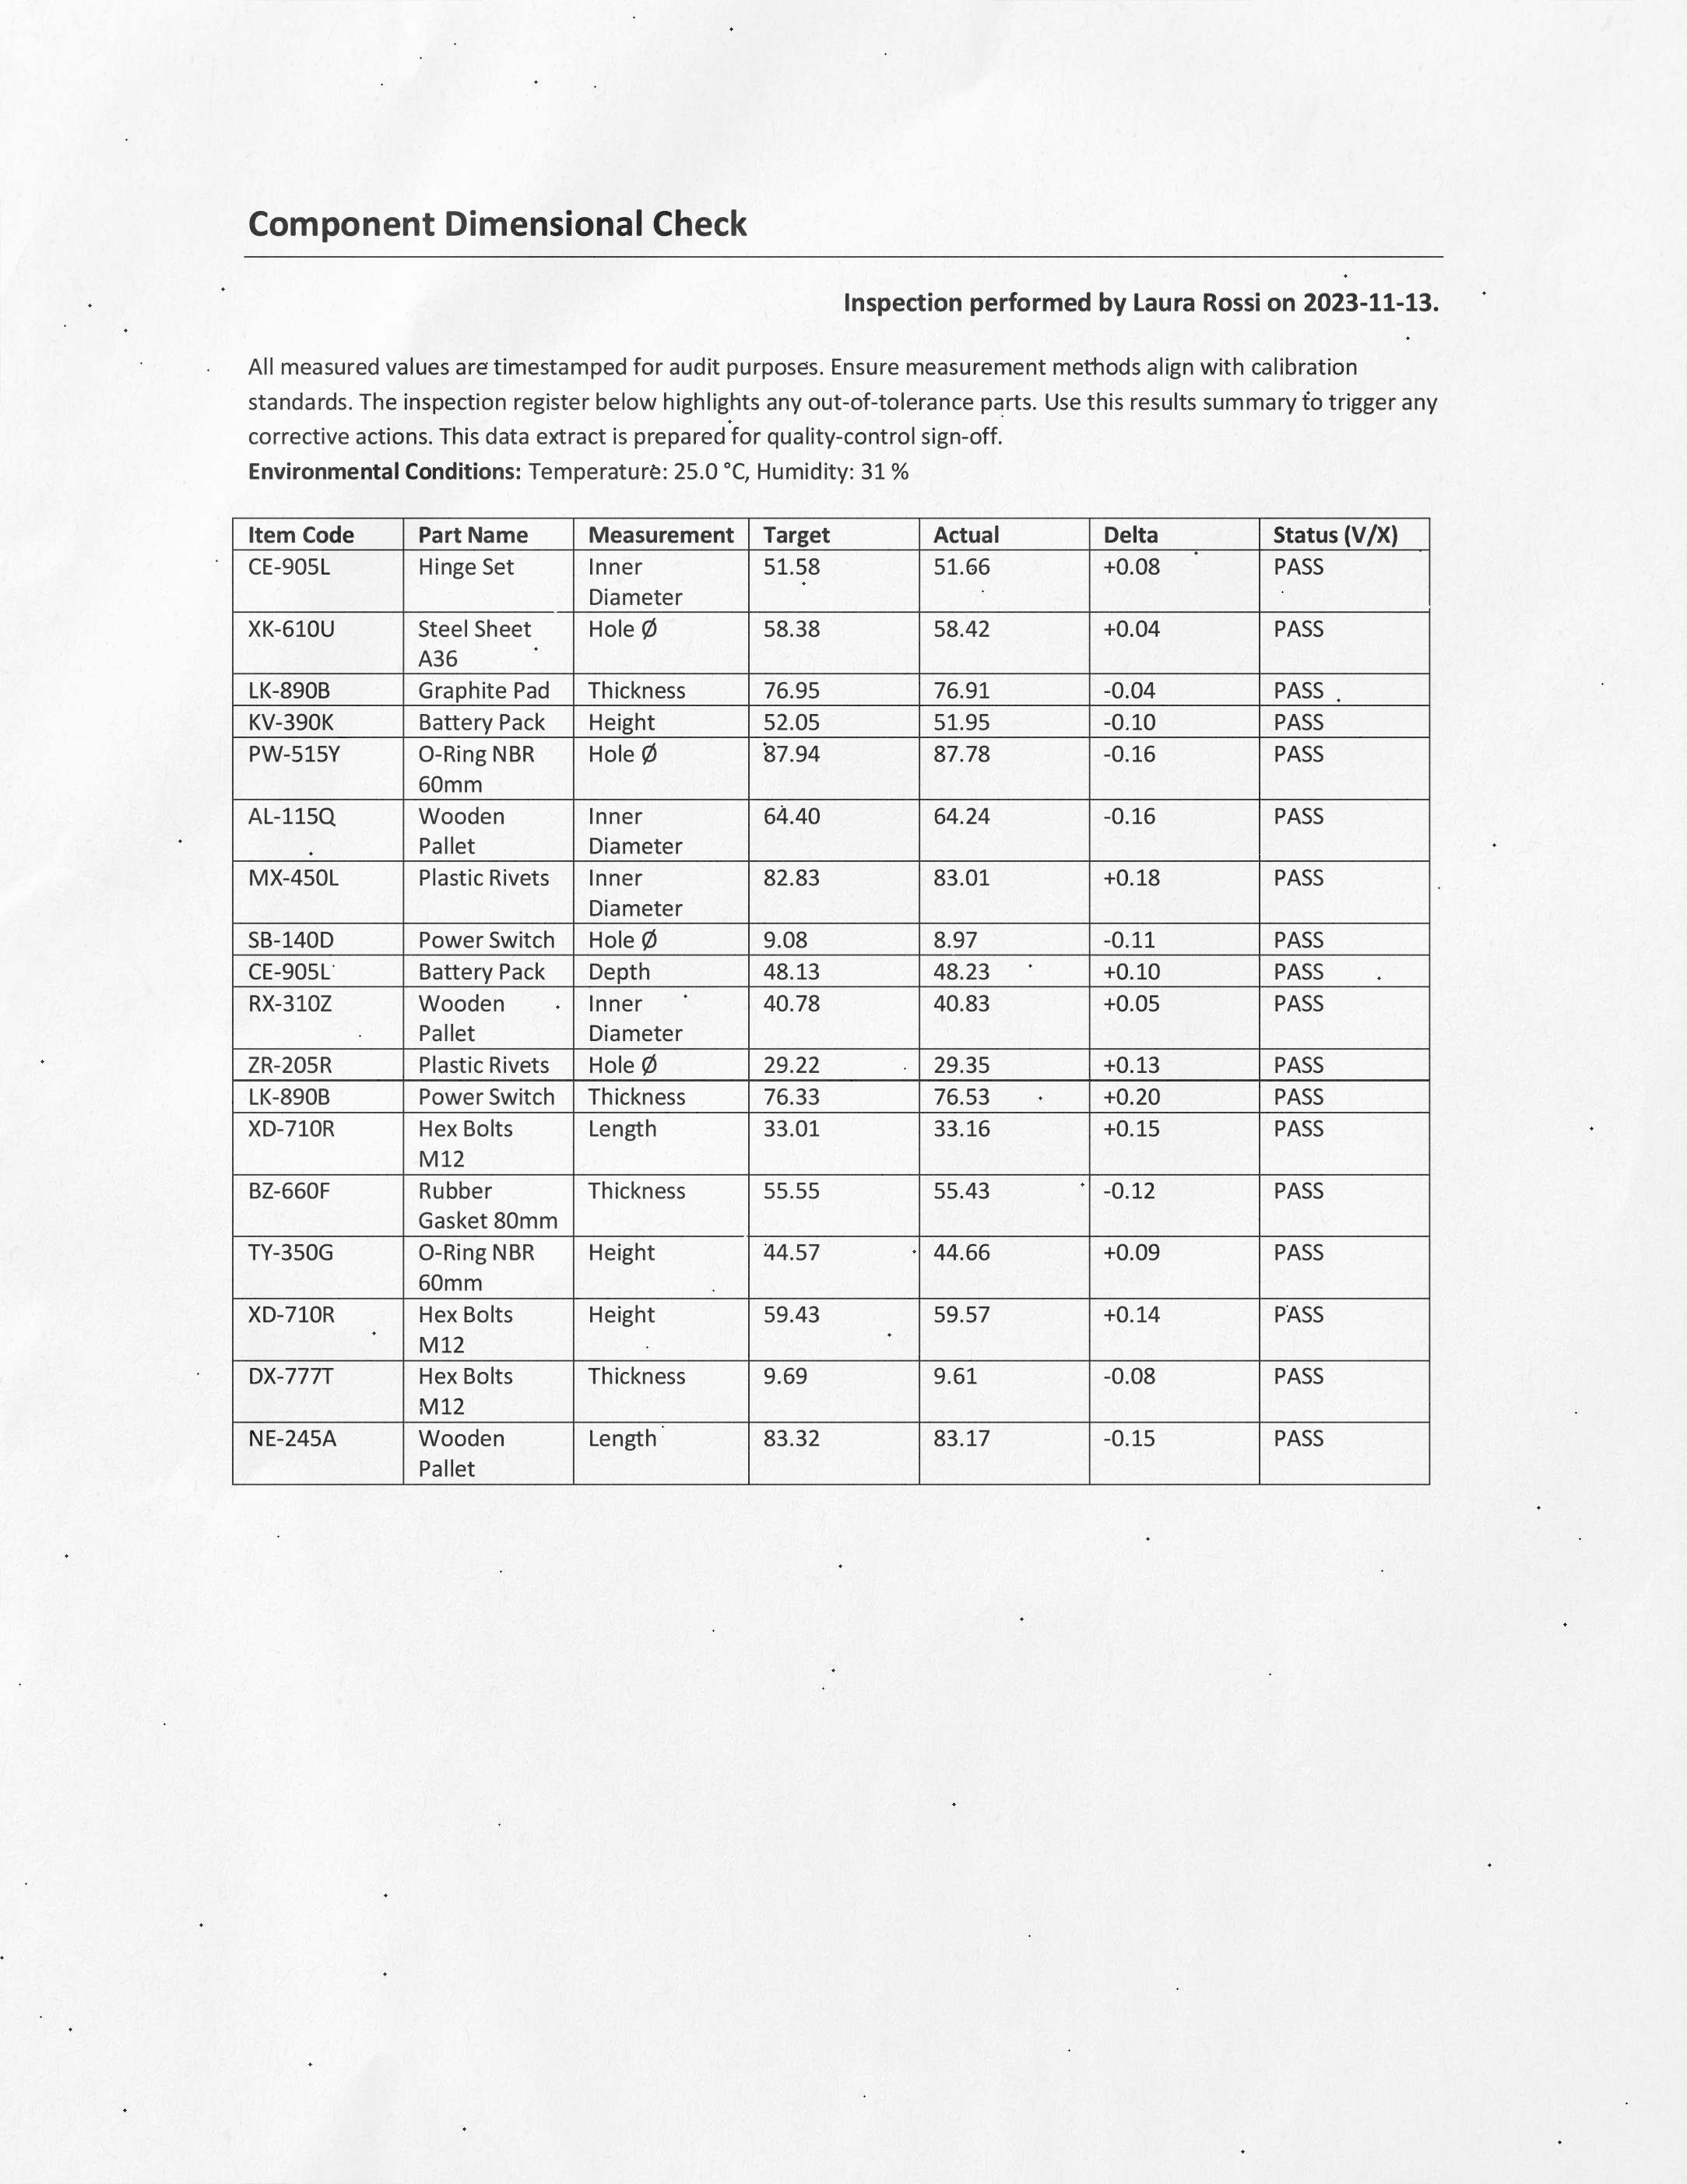 Component Dimensional Check
Inspection performed by Laura Rossi on 2023-11-13.
All measured values are timestamped for audit purposes. Ensure measurement methods align with calibration
standards. The inspection register below highlights any out-of-tolerance parts. Use this results summary to trigger any
corrective actions. This data extract is prepared for quality-control sign-off.
Environmental Conditions: Temperature: 25.0 °C, Humidity: 31 %
Item Code Part Name Measurement Target Actual Delta Status (V/X)
CE-905L Hinge Set Inner 51.58 51.66 +0.08 PASS
Diameter
XK-610U Steel Sheet Hole Ø 58.38 58.42 +0.04 PASS
A36
LK-890B Graphite Pad Thickness 76.95 76.91 -0.04 PASS
KV-390K Battery Pack Height 52.05 51.95 -0.10 PASS
PW-515Y O-Ring NBR Hole Ø 87.94 87.78 -0.16 PASS
60mm
AL-115Q Wooden Inner 64.40 64.24 -0.16 PASS
Pallet Diameter
MX-450L Plastic Rivets Inner 82.83 83.01 +0.18 PASS
Diameter
SB-140D Power Switch Hole Ø 9.08 8.97 -0.11 PASS
CE-905L Battery Pack Depth 48.13 48.23 +0.10 PASS
RX-310Z Wooden Inner 40.78 40.83 +0.05 PASS
Pallet Diameter
ZR-205R Plastic Rivets Hole Ø 29.22 29.35 +0.13 PASS
LK-890B Power Switch Thickness 76.33 76.53 +0.20 PASS
XD-710R Hex Bolts Length 33.01 33.16 +0.15 PASS
M12
BZ-660F Rubber Thickness 55.55 55.43 -0.12 PASS
Gasket 80mm
TY-350G O-Ring NBR Height 44.57 44.66 +0.09 PASS
60mm
XD-710R Hex Bolts Height 59.43 59.57 +0.14 PASS
M12
DX-777T Hex Bolts Thickness 9.69 9.61 -0.08 PASS
M12
NE-245A Wooden Length 83.32 83.17 -0.15 PASS
Pallet